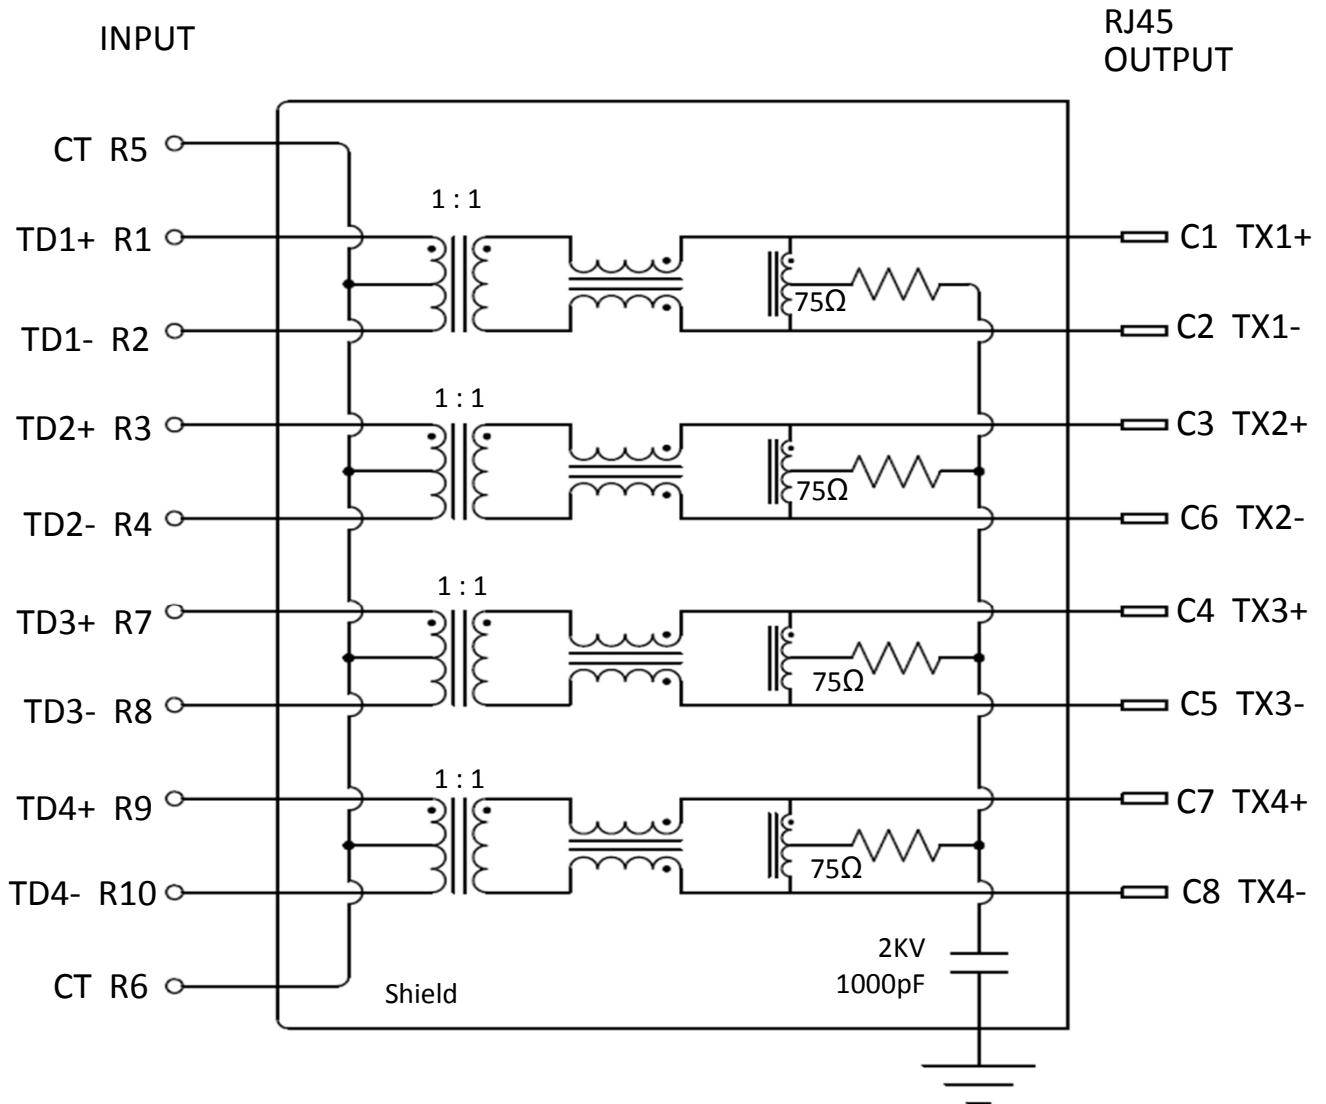 INPUT
RJ45
OUTPUT
CT R5
1 : 1
TD1+ R1
C1 TX1+
75Ω
TD1- R2
C2 TX1-
1 : 1
TD2+ R3
C3 TX2+
75Ω
TD2- R4
C6 TX2-
1 : 1
TD3+ R7
C4 TX3+
75Ω
TD3- R8
C5 TX3-
1 : 1
TD4+ R9
C7 TX4+
75Ω
TD4- R10
C8 TX4-
2KV
1000pF
CT R6
Shield